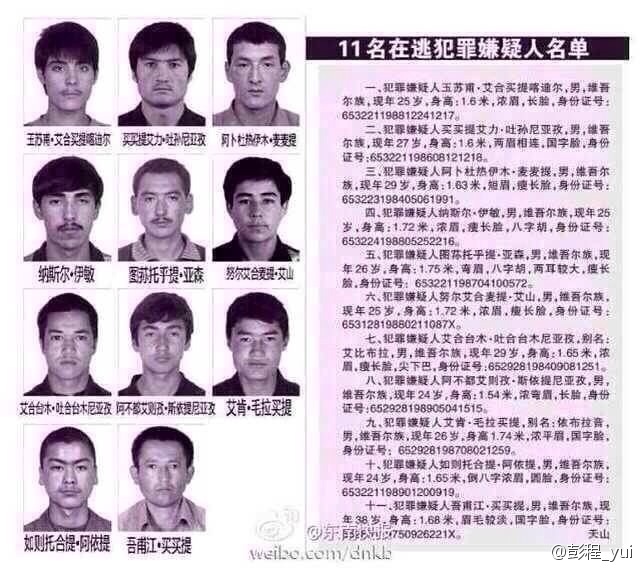 玉苏甫·艾合买提喀迪尔
买买提艾力·吐孙尼亚孜
阿卜杜热伊木·麦麦提
纳斯尔·伊敏
图苏托乎提·亚森
努尔艾合麦提·艾山
艾合台木·吐合台木尼亚孜
阿不都艾则孜·斯依提尼亚孜
艾肯·毛拉买提
如则托合提·阿依提
吾甫江·买买提
11名在逃犯罪嫌疑人名单
一、犯罪嫌疑人玉苏甫·艾合买提喀迪尔,男,维吾
尔族,现年25岁,身高:1.6米,浓眉,长脸,身份证号:
653221198812241217。
二、犯罪嫌疑人买买提艾力·吐孙尼亚孜,男,维吾
尔族,现年27岁,身高:1.6米,两眉相连,国字脸,身份
证号:653221198608121218。
三、犯罪嫌疑人阿卜杜热伊木·麦麦提,男,维吾尔
族,现年29岁,身高:1.63米,短眉,瘦长脸,身份证号:
653223198405061991。
四、犯罪嫌疑人纳斯尔·伊敏,男,维吾尔族,现年25
岁,身高:1.72米,浓眉,瘦长脸,八字胡,身份证号:
653224198805252216。
五、犯罪嫌疑人图苏托乎提·亚森,男,维吾尔族,现
年26岁,身高:1.75米,弯眉,八字胡,两耳较大,瘦长
脸,身份证号:653221198704100572。
六、犯罪嫌疑人努尔艾合麦提·艾山,男,维吾尔族,
现年25岁,身高:1.72米,浓眉,瘦长脸,身份证号:
65312819880211087X。
七、犯罪嫌疑人艾合台木·吐合台木尼亚孜,别名:
艾比布拉,男,维吾尔族,现年29岁,身高:1.65米,浓
眉,瘦长脸,尖下巴,身份证号:652928198409081251。
八、犯罪嫌疑人阿不都艾则孜·斯依提尼亚孜,男,
维吾尔族,现年24岁,身高:1.54米,浓弯眉,长脸,身份
证号:652928198905041515。
九、犯罪嫌疑人艾肯·毛拉买提,别名:依布拉音,
男,维吾尔族,现年26岁,身高1.74米,浓平眉,国字脸,
身份证号:652928198708021259。
十、犯罪嫌疑人如则托合提·阿依提,男,维吾尔族,
现年24岁,身高:1.65米,倒八字浓眉,圆脸,身份证号:
653221198901200919。
十一、犯罪嫌疑人吾甫江·买买提,男,维吾尔族,现
年38岁,身高:1.68米,眉毛较淡,国字脸,身份证号:
750926221X。 天山
@东南快报
weibo.com/dnkb
@彭程_yui